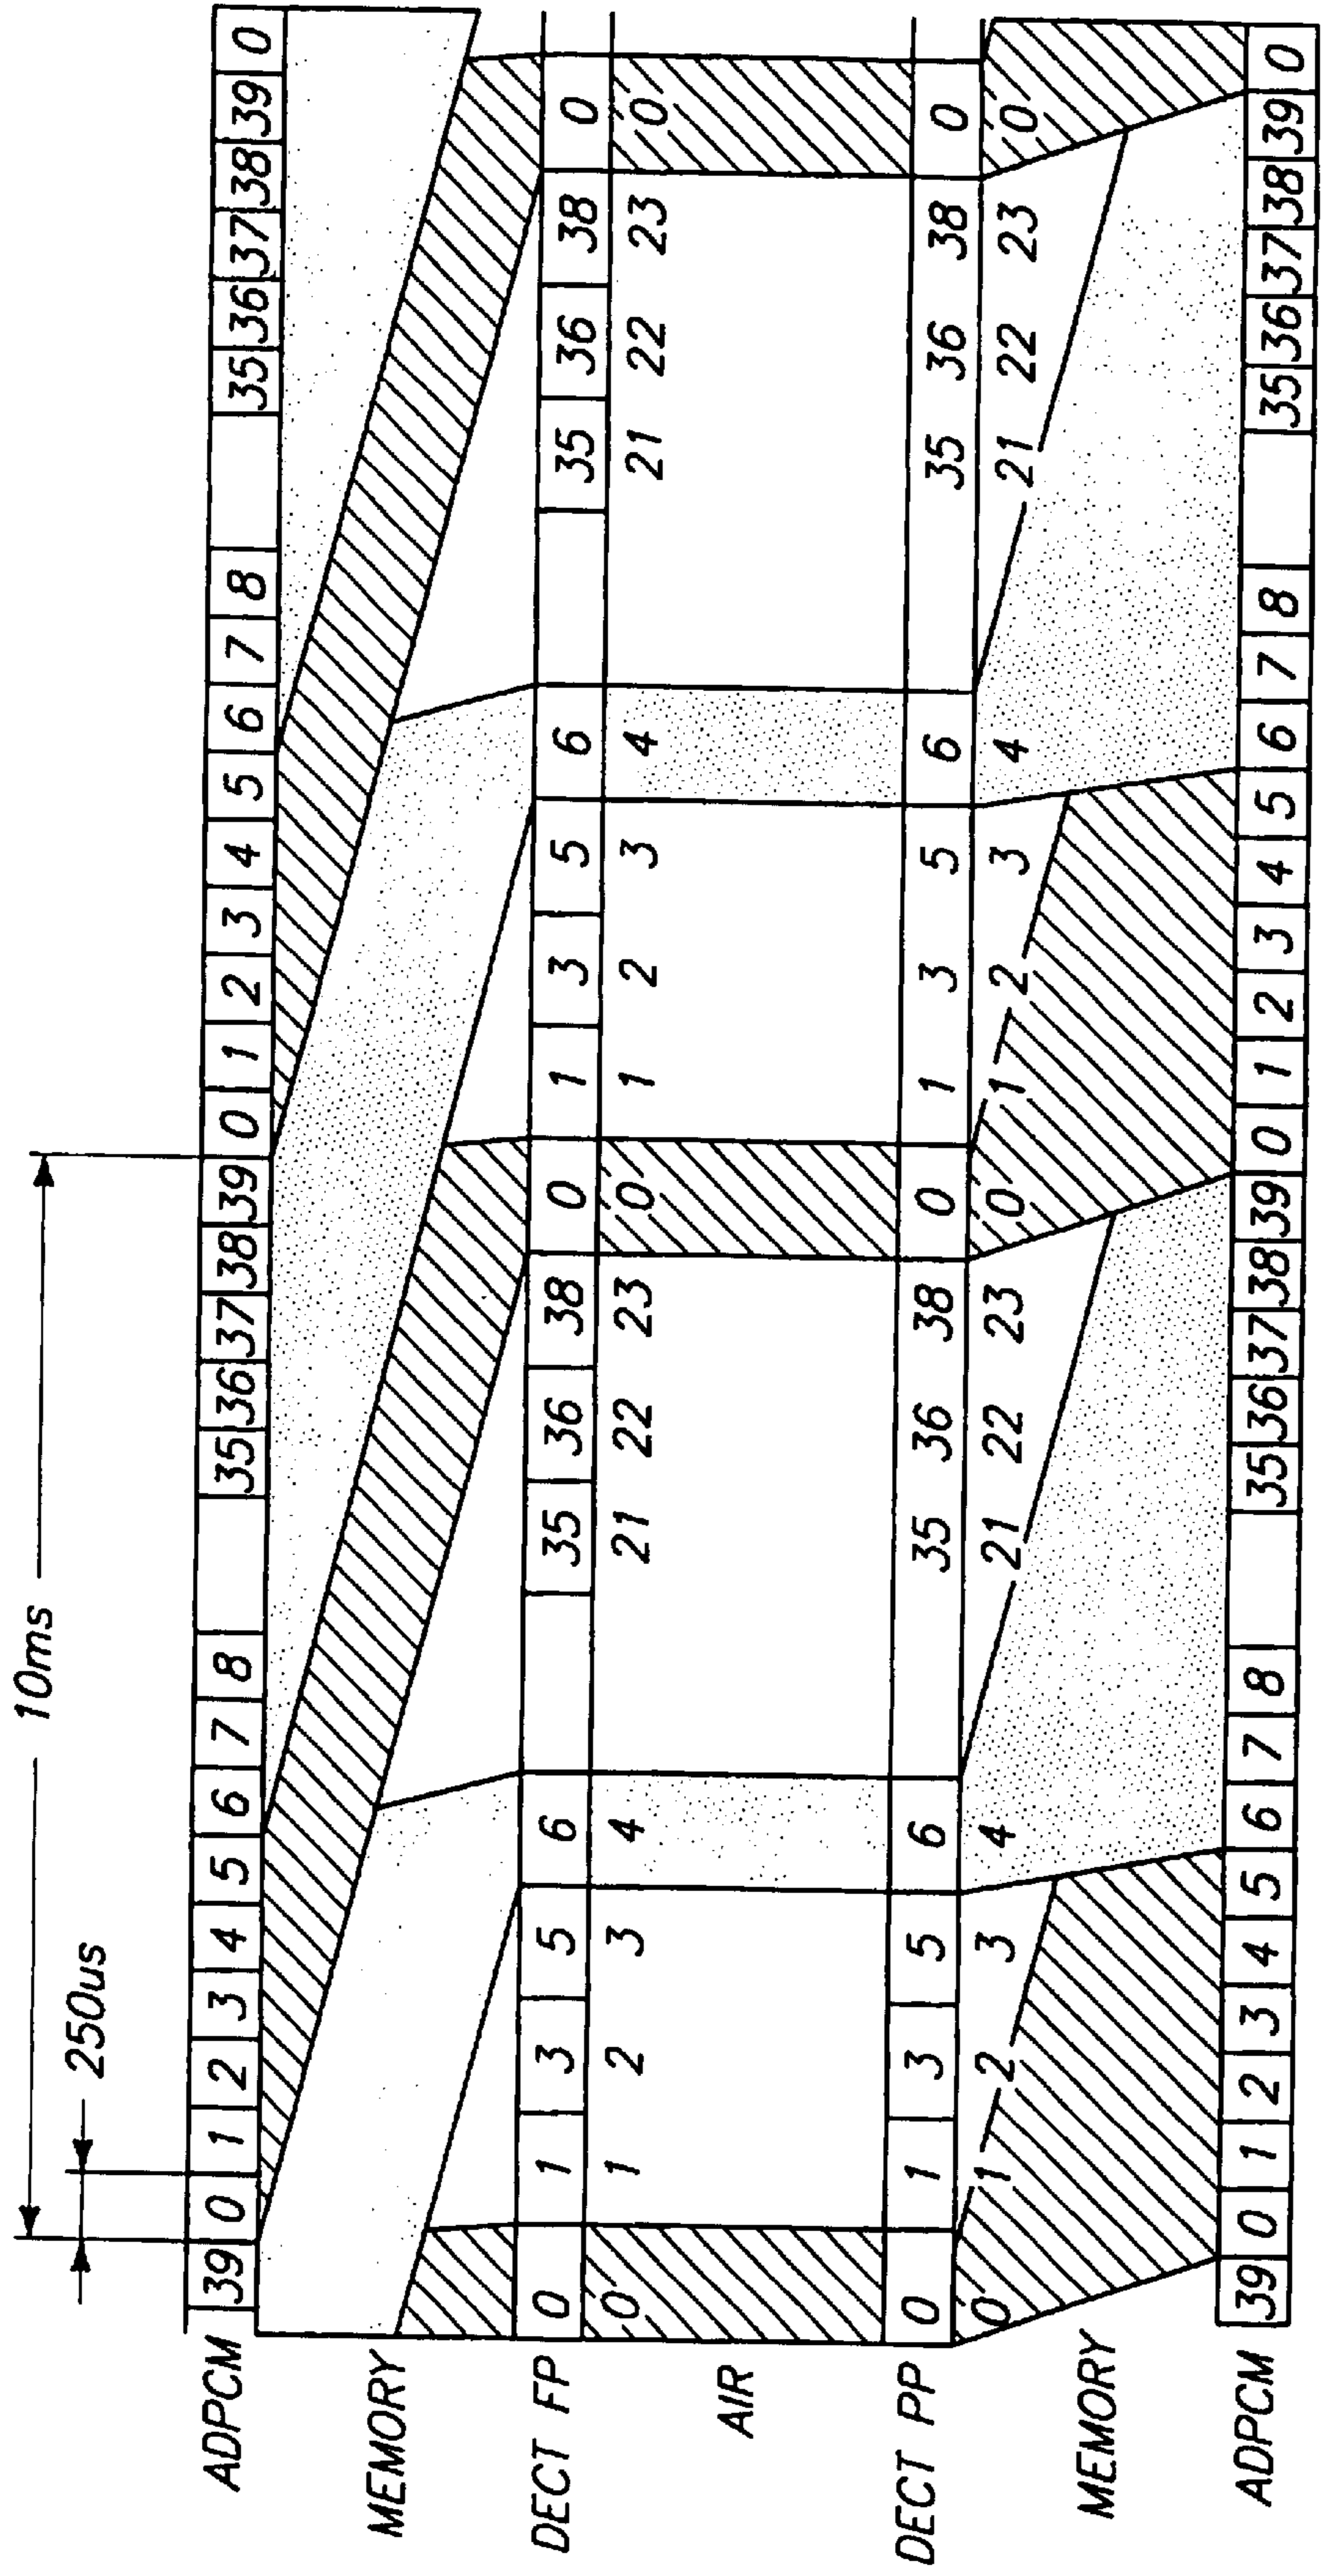 10ms
250us
ADPCM 39 0 1 2 3 4 5 6 7 8 35 36 37 38 39 0 1 2 3 4 5 6 7 8 35 36 37 38 39 0
MEMORY
DECT FP 0 1 3 5 6 35 36 38 0 1 3 5 6 35 36 38 0
0 1 2 3 4 21 22 23 0 1 2 3 4 21 22 23 0
AIR
DECT PP 0 1 3 5 6 35 36 38 0 1 3 5 6 35 36 38 0
0 1 2 3 4 21 22 23 0 1 2 3 4 21 22 23 0
MEMORY
ADPCM 39 0 1 2 3 4 5 6 7 8 35 36 37 38 39 0 1 2 3 4 5 6 7 8 35 36 37 38 39 0